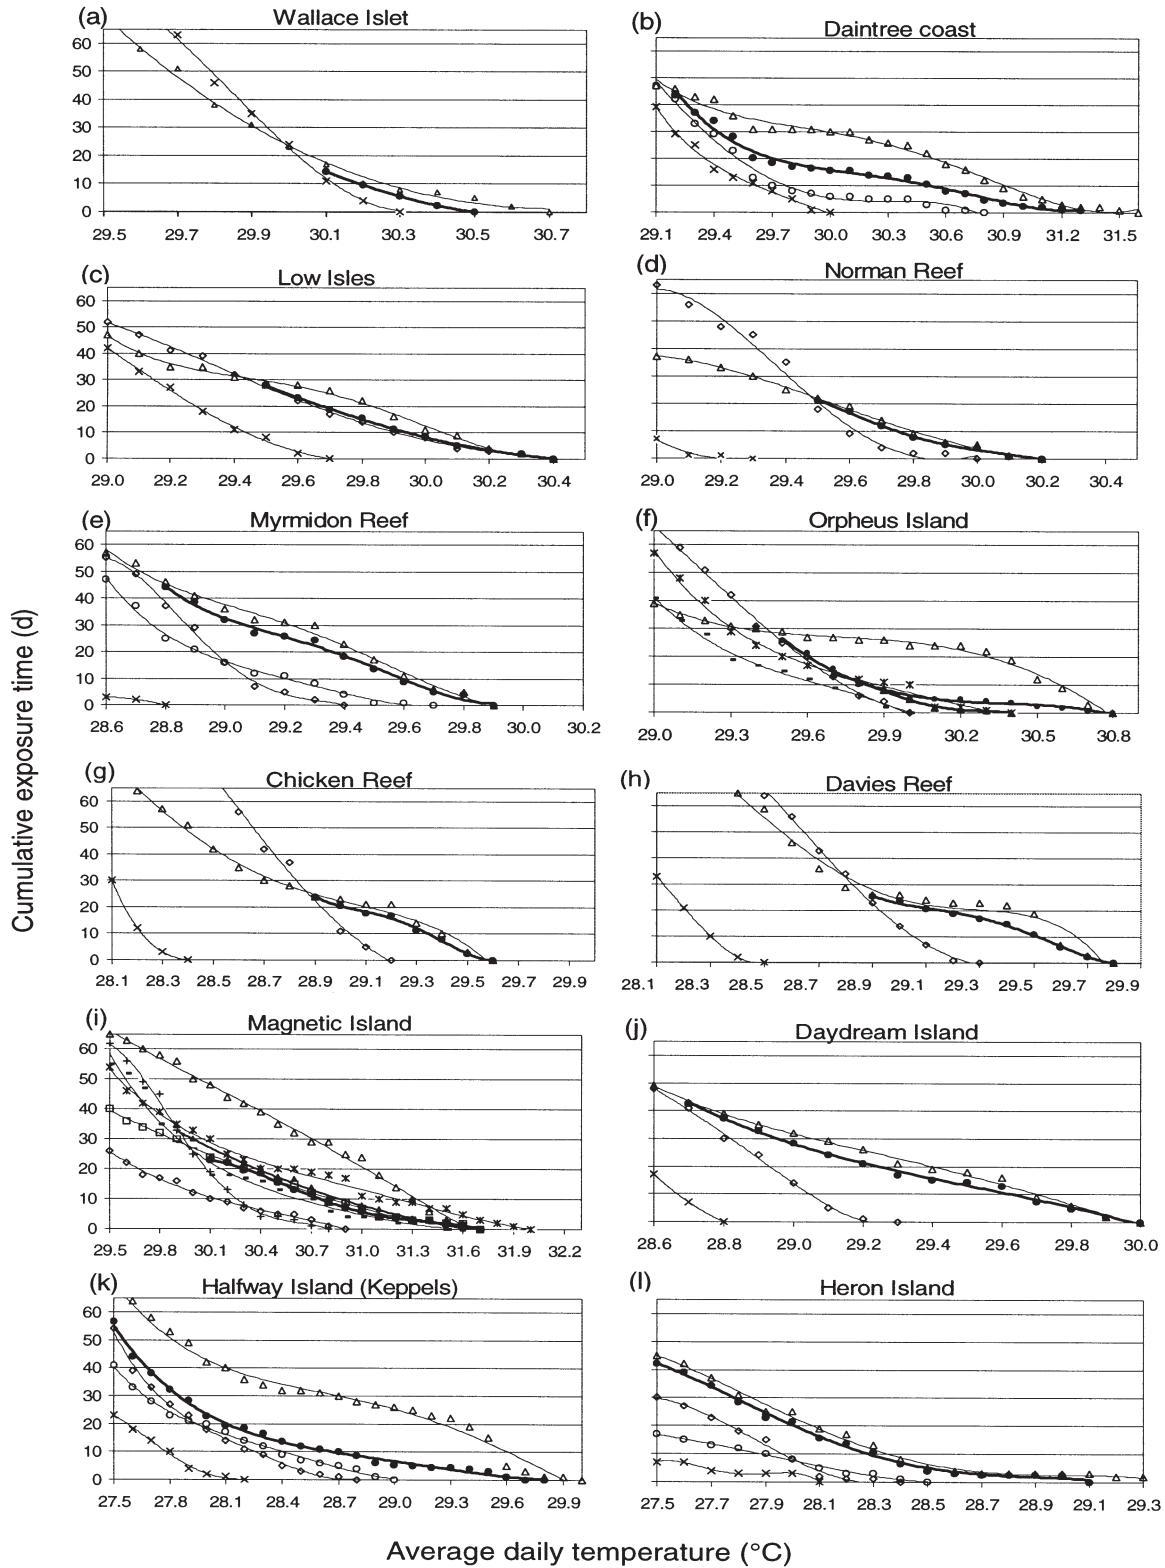 (a) Wallace Islet
60
50
40
30
20
10
0
29.5 29.7 29.9 30.1 30.3 30.5 30.7
(b) Daintree coast
29.1 29.4 29.7 30.0 30.3 30.6 30.9 31.2 31.5
(c) Low Isles
60
50
40
30
20
10
0
29.0 29.2 29.4 29.6 29.8 30.0 30.2 30.4
(d) Norman Reef
29.0 29.2 29.4 29.6 29.8 30.0 30.2 30.4
(e) Myrmidon Reef
60
50
40
30
20
10
0
28.6 28.8 29.0 29.2 29.4 29.6 29.8 30.0 30.2
(f) Orpheus Island
29.0 29.3 29.6 29.9 30.2 30.5 30.8
Cumulative exposure time (d)
(g) Chicken Reef
60
50
40
30
20
10
0
28.1 28.3 28.5 28.7 28.9 29.1 29.3 29.5 29.7 29.9
(h) Davies Reef
28.1 28.3 28.5 28.7 28.9 29.1 29.3 29.5 29.7 29.9
(i) Magnetic Island
60
50
40
30
20
10
0
29.5 29.8 30.1 30.4 30.7 31.0 31.3 31.6 31.9 32.2
(j) Daydream Island
28.6 28.8 29.0 29.2 29.4 29.6 29.8 30.0
(k) Halfway Island (Keppels)
60
50
40
30
20
10
0
27.5 27.8 28.1 28.4 28.7 29.0 29.3 29.6 29.9
(l) Heron Island
27.5 27.7 27.9 28.1 28.3 28.5 28.7 28.9 29.1 29.3
Average daily temperature (°C)